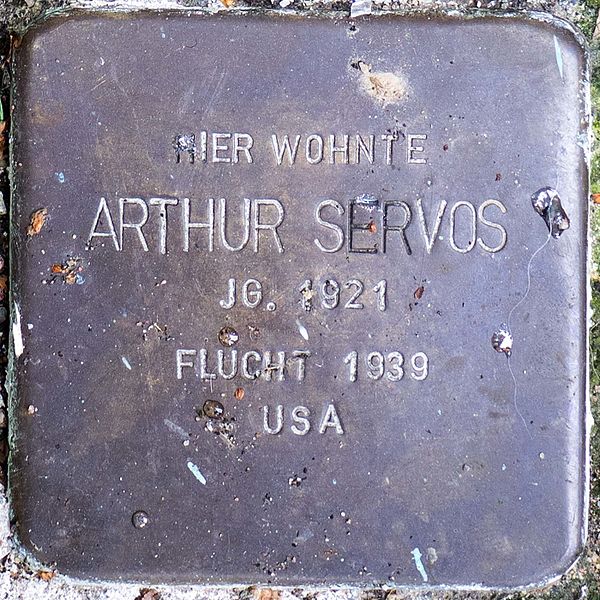 HIER WOHNTE
ARTHUR SERVOS
JG. 1921
FLUCHT 1939
USA